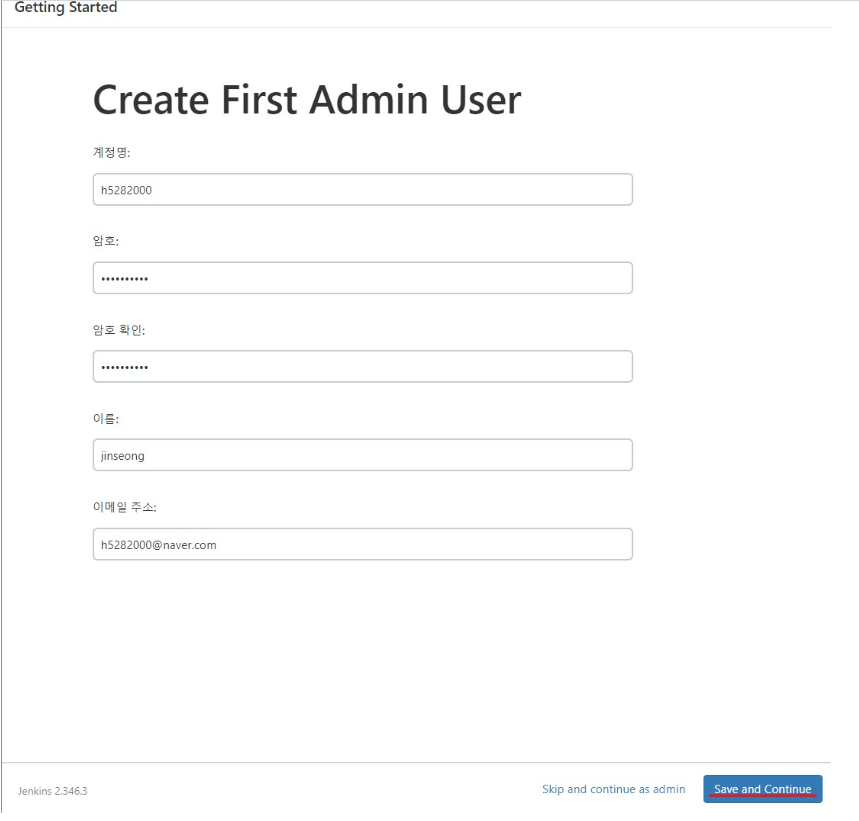 Getting Started
Create First Admin User
계정명:
h5282000
암호:
••••••••••
암호 확인:
••••••••••
이름:
jinseong
이메일 주소:
h5282000@naver.com
Jenkins 2.346.3
Skip and continue as admin
Save and Continue